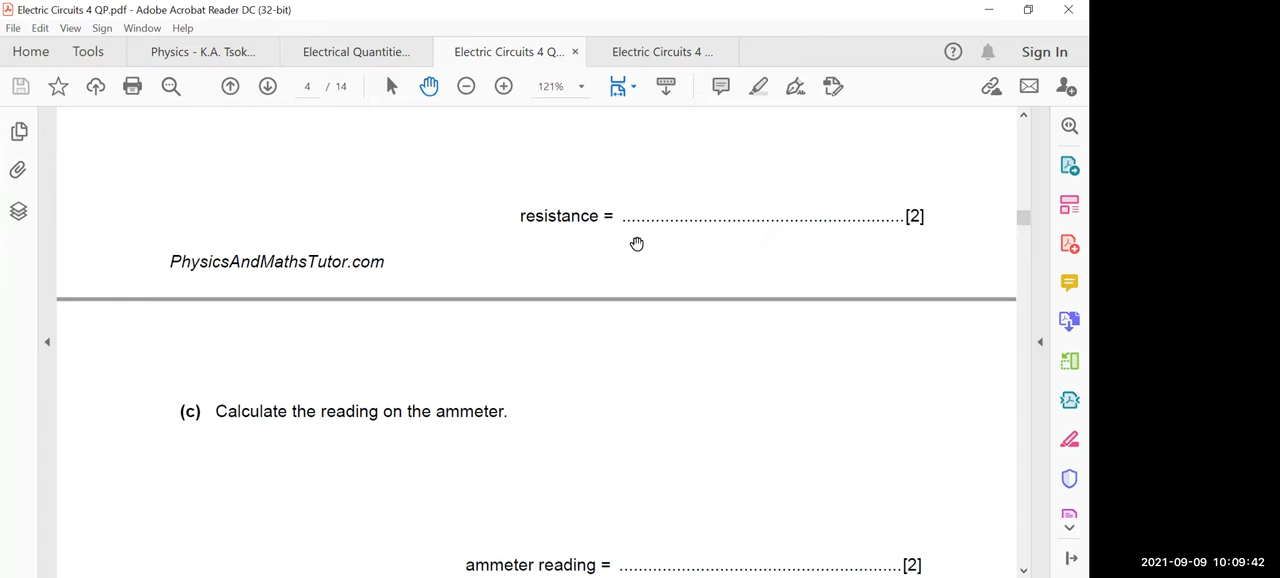 Electric Circuits 4 QP.pdf - Adobe Acrobat Reader DC (32-bit)
File Edit View Sign Window Help
Home Tools Physics - K.A. Tsok... Electrical Quantitie... Electric Circuits 4 Q... × Electric Circuits 4 ... Sign In
4 / 14 121%
resistance = ............................................................[2]
PhysicsAndMathsTutor.com
(c) Calculate the reading on the ammeter.
ammeter reading = ............................................................[2]
2021-09-09 10:09:42